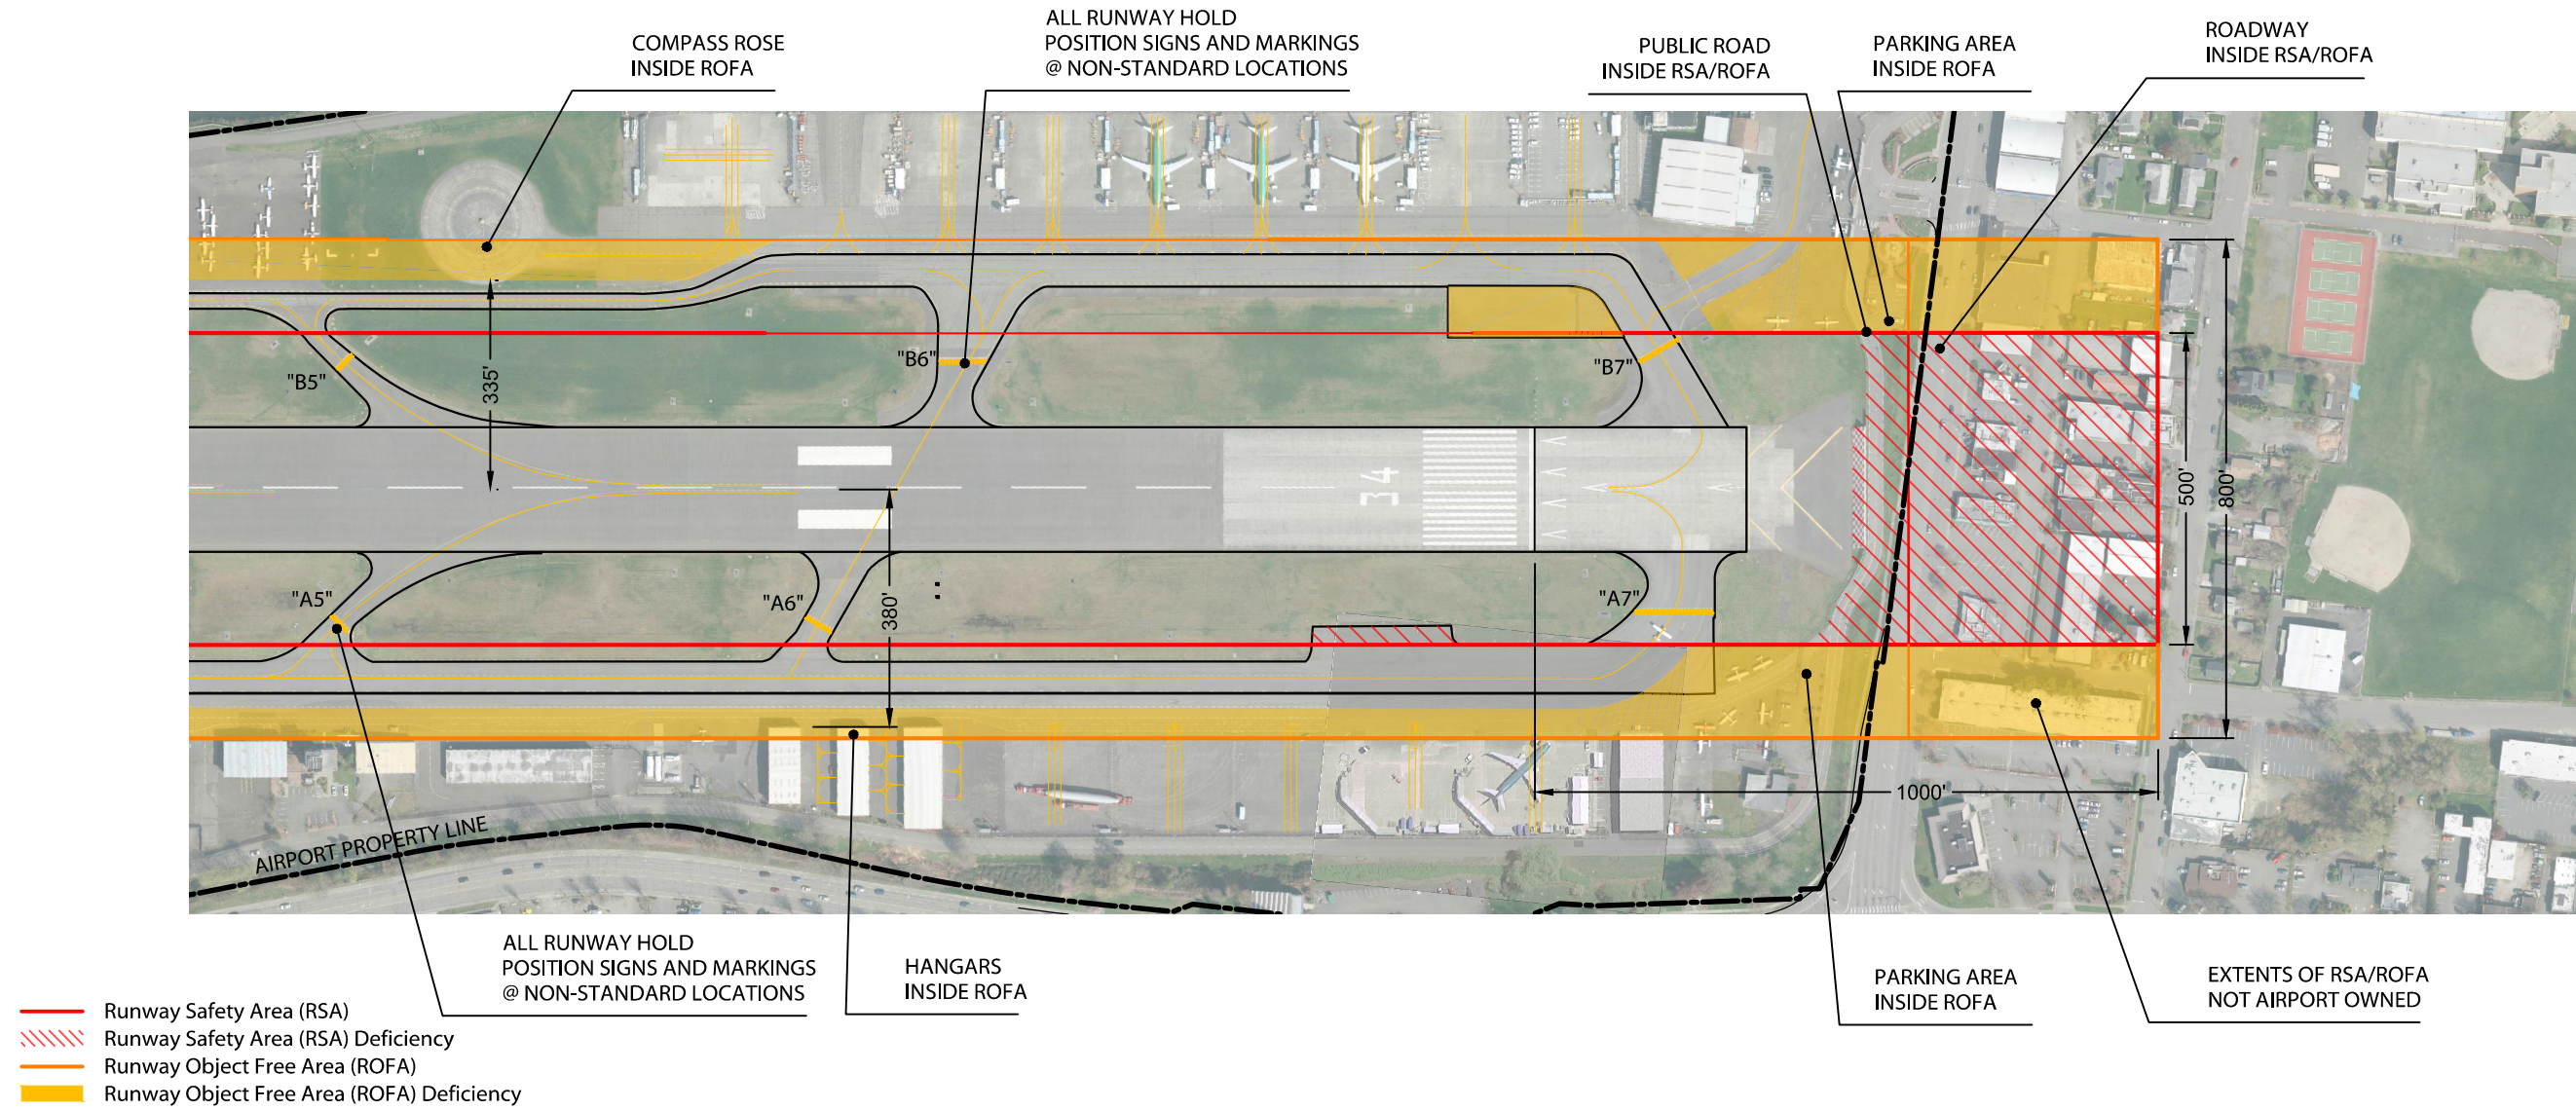 ALL RUNWAY HOLD
POSITION SIGNS AND MARKINGS
@ NON-STANDARD LOCATIONS
COMPASS ROSE
INSIDE ROFA
PUBLIC ROAD
INSIDE RSA/ROFA
PARKING AREA
INSIDE ROFA
ROADWAY
INSIDE RSA/ROFA
"B5"
335'
"B6"
"B7"
34
500'
800'
"A5"
"A6"
380'
"A7"
1000'
AIRPORT PROPERTY LINE
ALL RUNWAY HOLD
POSITION SIGNS AND MARKINGS
@ NON-STANDARD LOCATIONS
HANGARS
INSIDE ROFA
PARKING AREA
INSIDE ROFA
EXTENTS OF RSA/ROFA
NOT AIRPORT OWNED
Runway Safety Area (RSA)
Runway Safety Area (RSA) Deficiency
Runway Object Free Area (ROFA)
Runway Object Free Area (ROFA) Deficiency